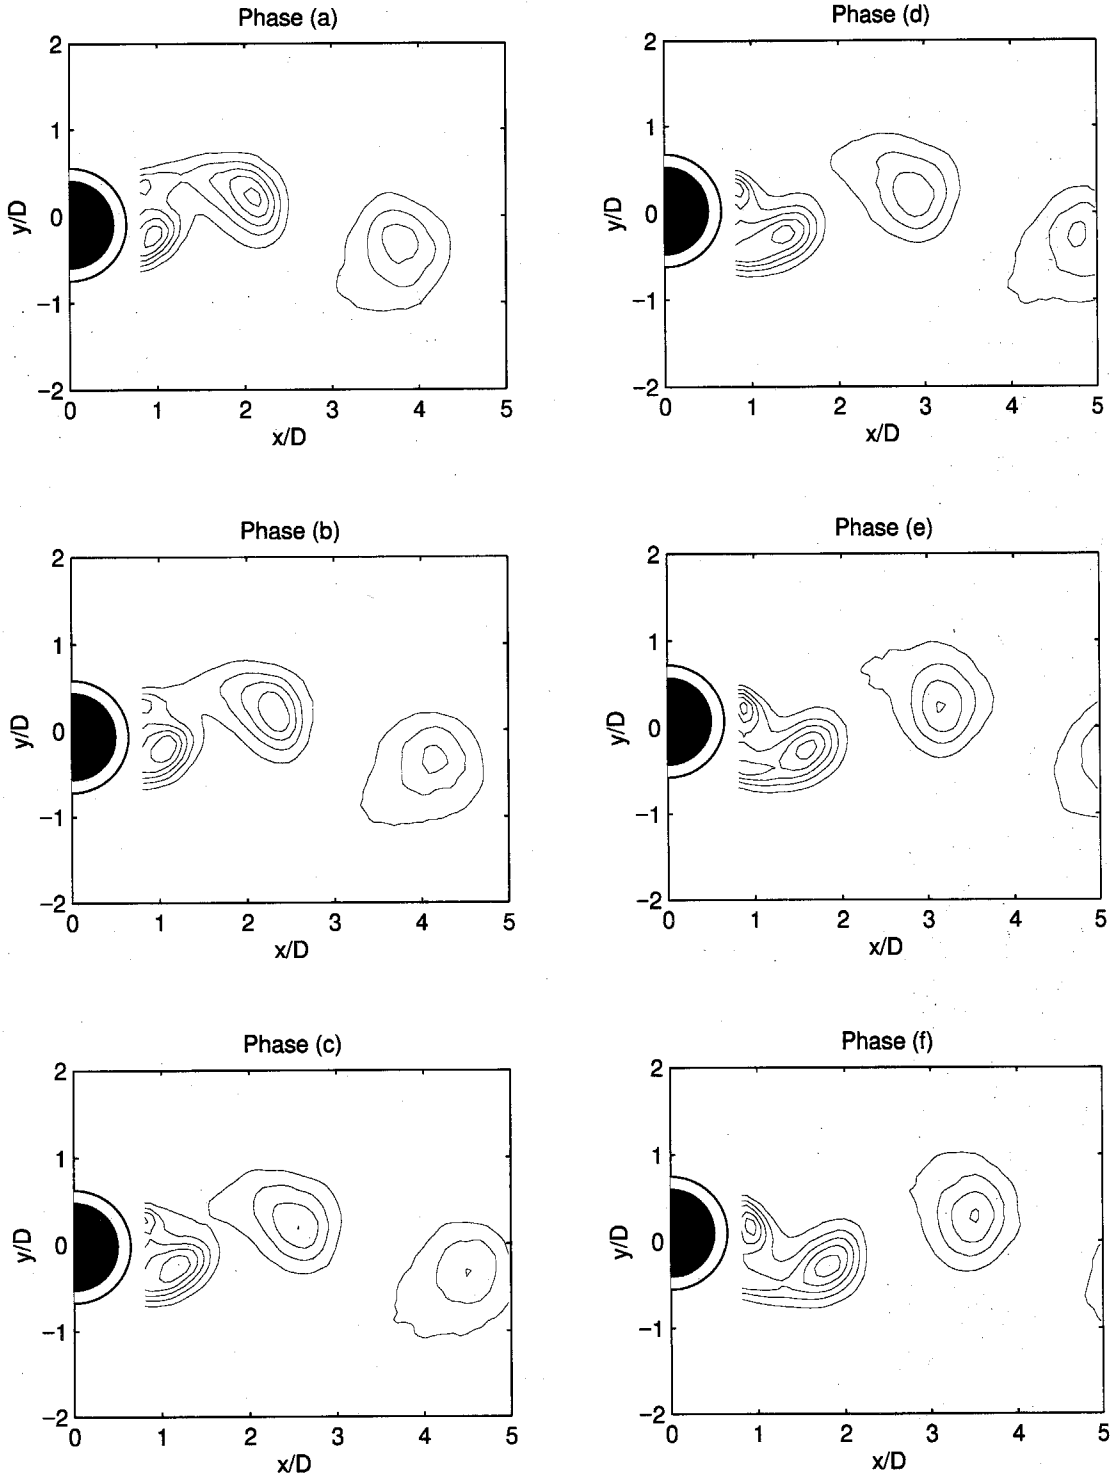 Phase (a)
2
1
0
−1
−2
y/D
0 1 2 3 4 5
x/D
Phase (b)
2
1
0
−1
−2
y/D
0 1 2 3 4 5
x/D
Phase (c)
2
1
0
−1
−2
y/D
0 1 2 3 4 5
x/D
Phase (d)
2
1
0
−1
−2
y/D
0 1 2 3 4 5
x/D
Phase (e)
2
1
0
−1
−2
y/D
0 1 2 3 4 5
x/D
Phase (f)
2
1
0
−1
−2
y/D
0 1 2 3 4 5
x/D